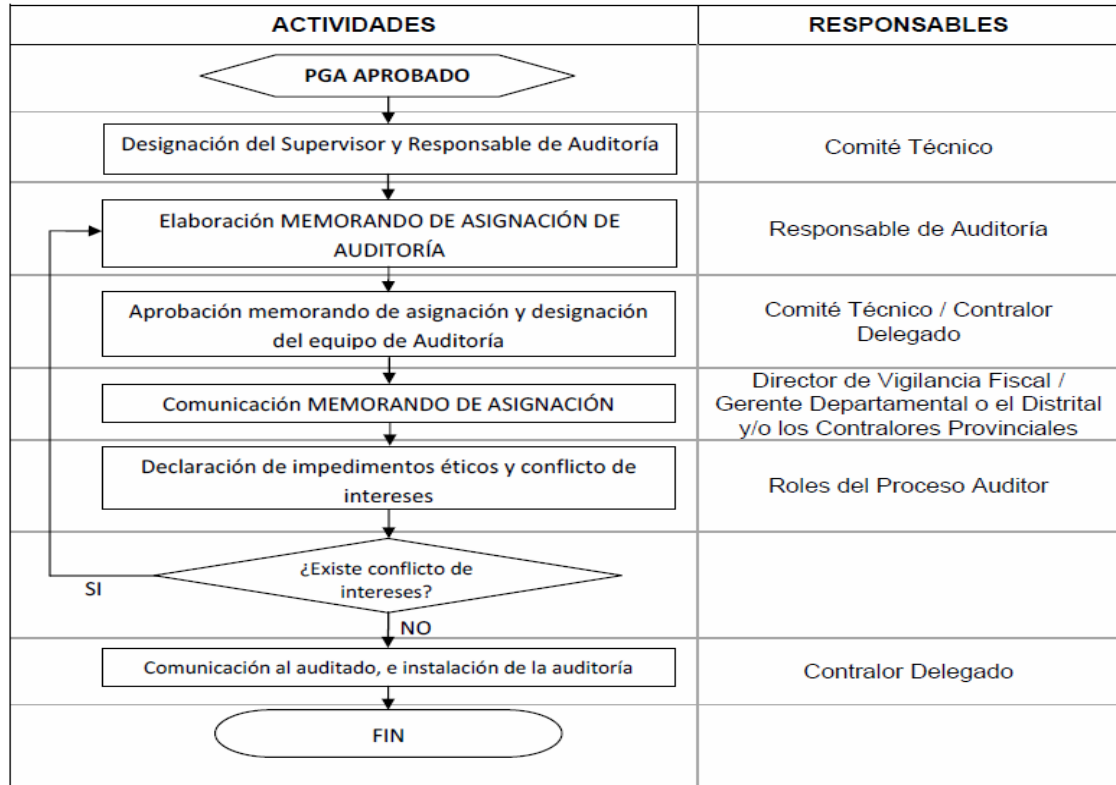 ACTIVIDADES
RESPONSABLES
PGA APROBADO
Designación del Supervisor y Responsable de Auditoría
Comité Técnico
Elaboración MEMORANDO DE ASIGNACIÓN DE
AUDITORÍA
Responsable de Auditoría
Aprobación memorando de asignación y designación
del equipo de Auditoría
Comité Técnico / Contralor
Delegado
Comunicación MEMORANDO DE ASIGNACIÓN
Director de Vigilancia Fiscal /
Gerente Departamental o el Distrital
y/o los Contralores Provinciales
Declaración de impedimentos éticos y conflicto de
intereses
Roles del Proceso Auditor
¿Existe conflicto de
intereses?
SI
NO
Comunicación al auditado, e instalación de la auditoría
Contralor Delegado
FIN